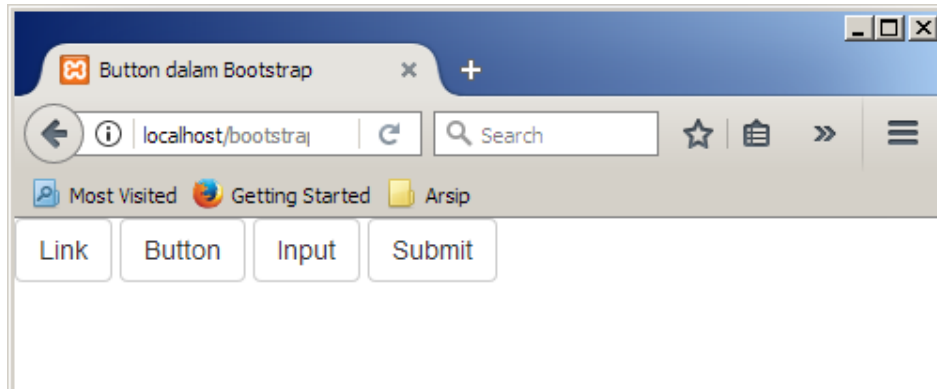 Button dalam Bootstrap
localhost/bootstrap Search
Most Visited Getting Started Arsip
Link Button Input Submit